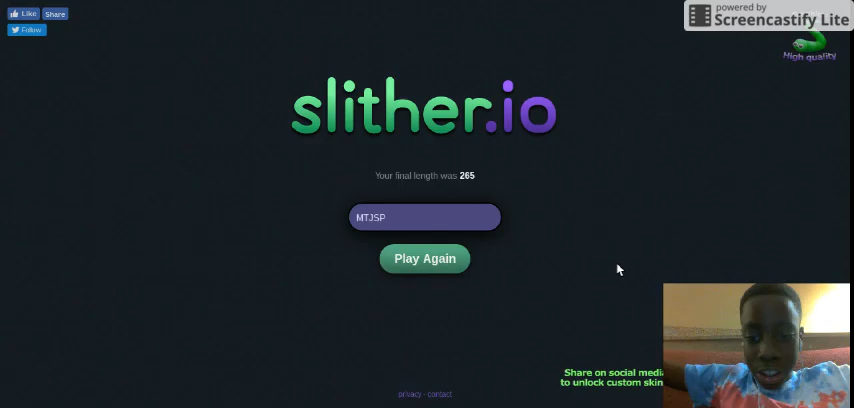 Like Share
Follow
powered by
Screencastify Lite
High quality
slither.io
Your final length was 265
MTJSP
Play Again
Share on social media
to unlock custom skin
privacy · contact